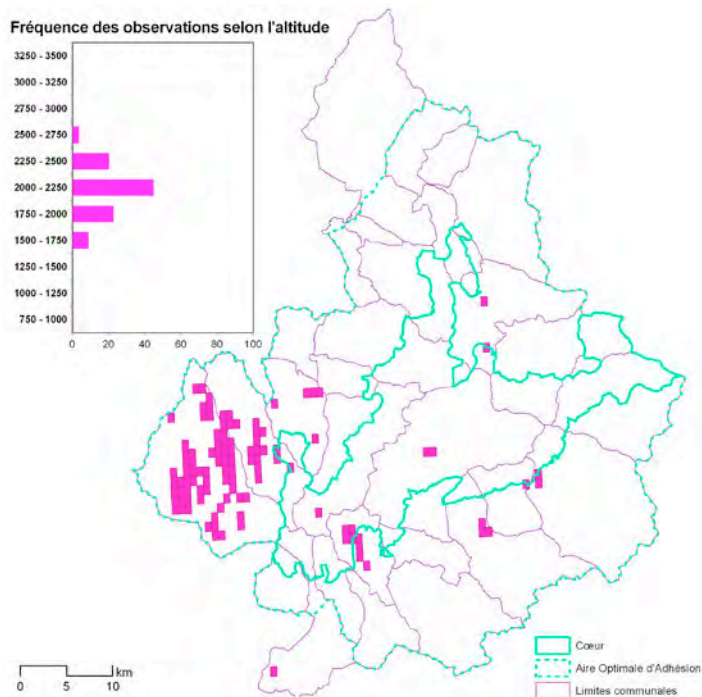 Fréquence des observations selon l'altitude
3250 - 3500
3000 - 3250
2750 - 3000
2500 - 2750
2250 - 2500
2000 - 2250
1750 - 2000
1500 - 1750
1250 - 1500
1000 - 1250
750 - 1000
0 20 40 60 80 100
0 5 10 km
Cœur
Aire Optimale d'Adhésion
Limites communales